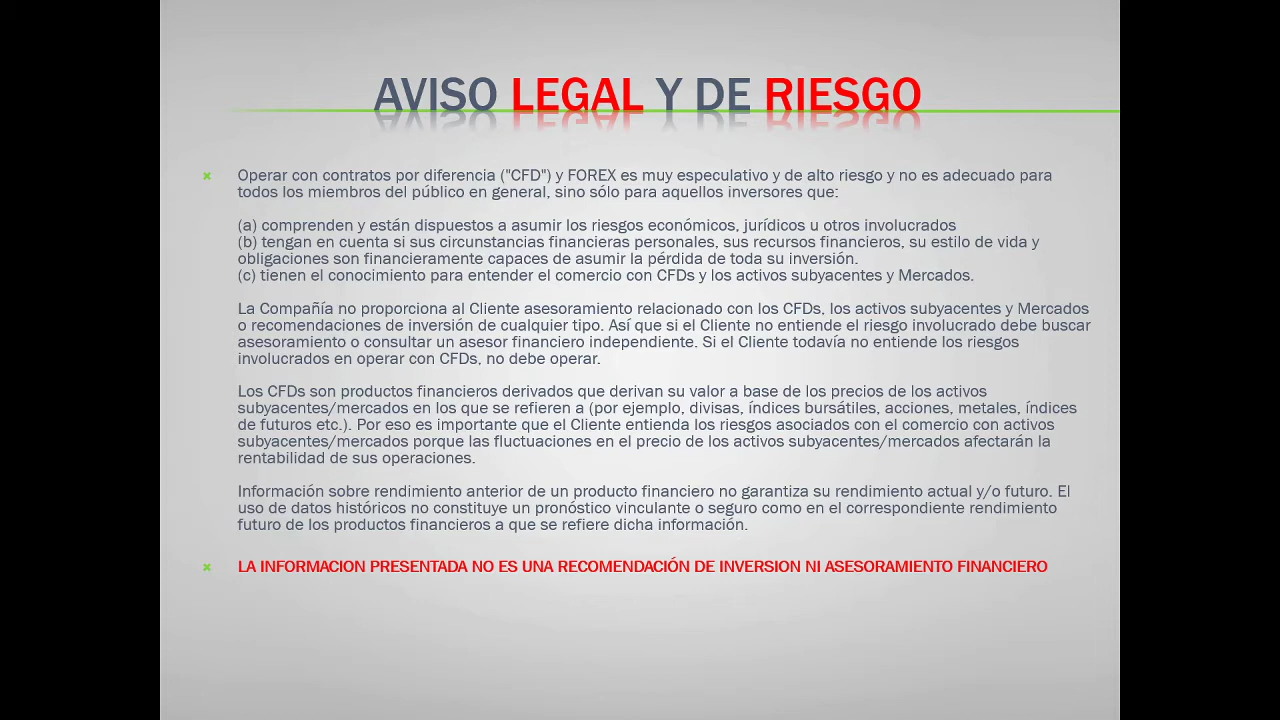 AVISO LEGAL Y DE RIESGO
Operar con contratos por diferencia ("CFD") y FOREX es muy especulativo y de alto riesgo y no es adecuado para
todos los miembros del público en general, sino sólo para aquellos inversores que:
(a) comprenden y están dispuestos a asumir los riesgos económicos, jurídicos u otros involucrados
(b) tengan en cuenta si sus circunstancias financieras personales, sus recursos financieros, su estilo de vida y
obligaciones son financieramente capaces de asumir la pérdida de toda su inversión.
(c) tienen el conocimiento para entender el comercio con CFDs y los activos subyacentes y Mercados.
La Compañía no proporciona al Cliente asesoramiento relacionado con los CFDs, los activos subyacentes y Mercados
o recomendaciones de inversión de cualquier tipo. Así que si el Cliente no entiende el riesgo involucrado debe buscar
asesoramiento o consultar un asesor financiero independiente. Si el Cliente todavía no entiende los riesgos
involucrados en operar con CFDs, no debe operar.
Los CFDs son productos financieros derivados que derivan su valor a base de los precios de los activos
subyacentes/mercados en los que se refieren a (por ejemplo, divisas, índices bursátiles, acciones, metales, índices
de futuros etc.). Por eso es importante que el Cliente entienda los riesgos asociados con el comercio con activos
subyacentes/mercados porque las fluctuaciones en el precio de los activos subyacentes/mercados afectarán la
rentabilidad de sus operaciones.
Información sobre rendimiento anterior de un producto financiero no garantiza su rendimiento actual y/o futuro. El
uso de datos históricos no constituye un pronóstico vinculante o seguro como en el correspondiente rendimiento
futuro de los productos financieros a que se refiere dicha información.
LA INFORMACION PRESENTADA NO ES UNA RECOMENDACIÓN DE INVERSION NI ASESORAMIENTO FINANCIERO